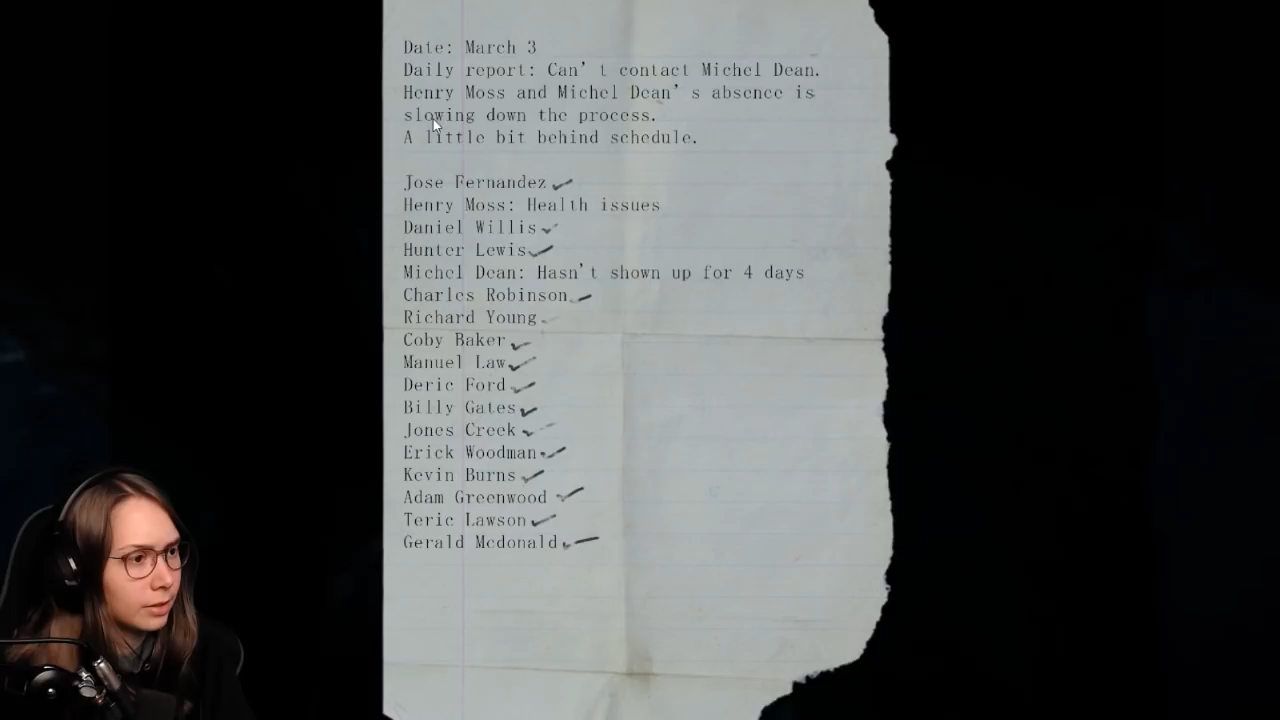 Date: March 3
Daily report: Can't contact Michel Dean.
Henry Moss and Michel Dean's absence is
slowing down the process.
A little bit behind schedule.
Jose Fernandez
Henry Moss: Health issues
Daniel Willis
Hunter Lewis
Michel Dean: Hasn't shown up for 4 days
Charles Robinson
Richard Young
Coby Baker
Manuel Law
Deric Ford
Billy Gates
Jones Creek
Erick Woodman
Kevin Burns
Adam Greenwood
Teric Lawson
Gerald Mcdonald